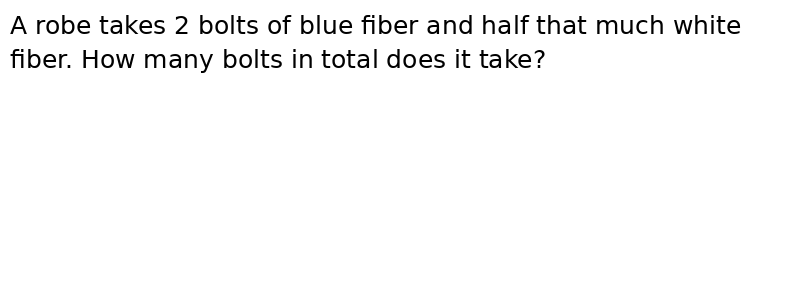 A robe takes 2 bolts of blue fiber and half that much white
fiber. How many bolts in total does it take?